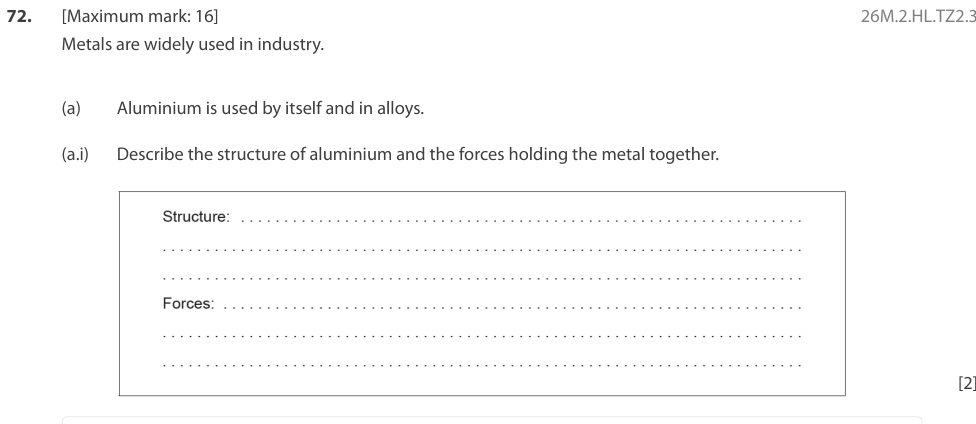 72. [Maximum mark: 16] 26M.2.HL.TZ2.3
Metals are widely used in industry.
(a) Aluminium is used by itself and in alloys.
(a.i) Describe the structure of aluminium and the forces holding the metal together.
Structure: . . . . . . . . . . . . . . . . . . . . . . . . . . . . . . . . . . . . . . . . . . . . . . . . . . . . . . . . . . . . . . . . .
. . . . . . . . . . . . . . . . . . . . . . . . . . . . . . . . . . . . . . . . . . . . . . . . . . . . . . . . . . . . . . . . . . . . . . . . . .
. . . . . . . . . . . . . . . . . . . . . . . . . . . . . . . . . . . . . . . . . . . . . . . . . . . . . . . . . . . . . . . . . . . . . . . . . .
Forces: . . . . . . . . . . . . . . . . . . . . . . . . . . . . . . . . . . . . . . . . . . . . . . . . . . . . . . . . . . . . . . . . . . .
. . . . . . . . . . . . . . . . . . . . . . . . . . . . . . . . . . . . . . . . . . . . . . . . . . . . . . . . . . . . . . . . . . . . . . . . . .
. . . . . . . . . . . . . . . . . . . . . . . . . . . . . . . . . . . . . . . . . . . . . . . . . . . . . . . . . . . . . . . . . . . . . . . . . .
[2]